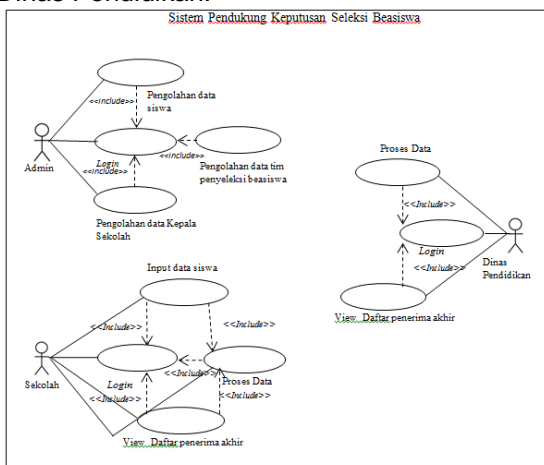 Dinas Pendidikan.
Sistem Pendukung Keputusan Seleksi Beasiswa
<<include>>
Pengolahan data
siswa
Admin
Login
<<include>>
<<include>>
Pengolahan data tim
penyeleksi beasiswa
Pengolahan data Kepala
Sekolah
Proses Data
<<Include>>
Login
<<Include>>
Dinas
Pendidikan
View Daftar penerima akhir
Input data siswa
<<Include>>
<<Include>>
Sekolah
Login
<<Include>>
<<Include>>
Proses Data
<<Include>>
View Daftar penerima akhir